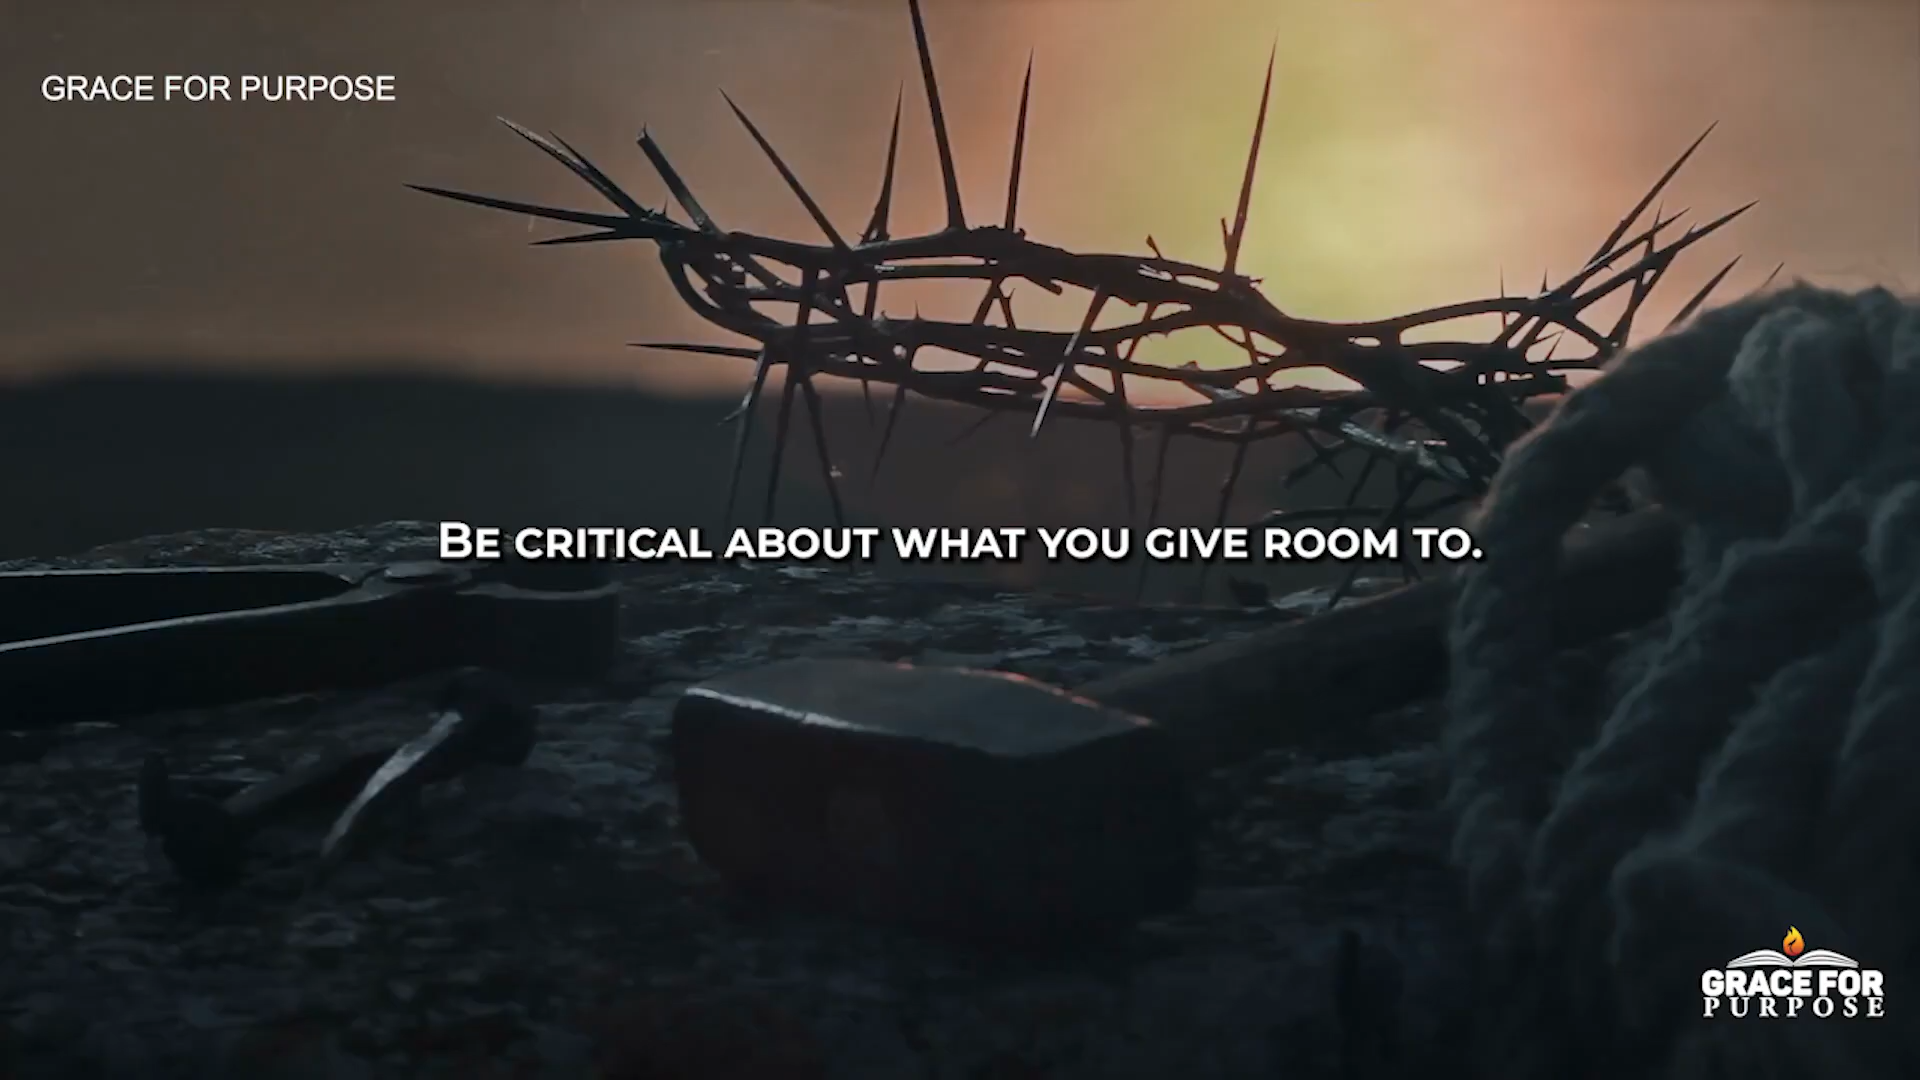 GRACE FOR PURPOSE
Be critical about what you give room to.
GRACE FOR
PURPOSE